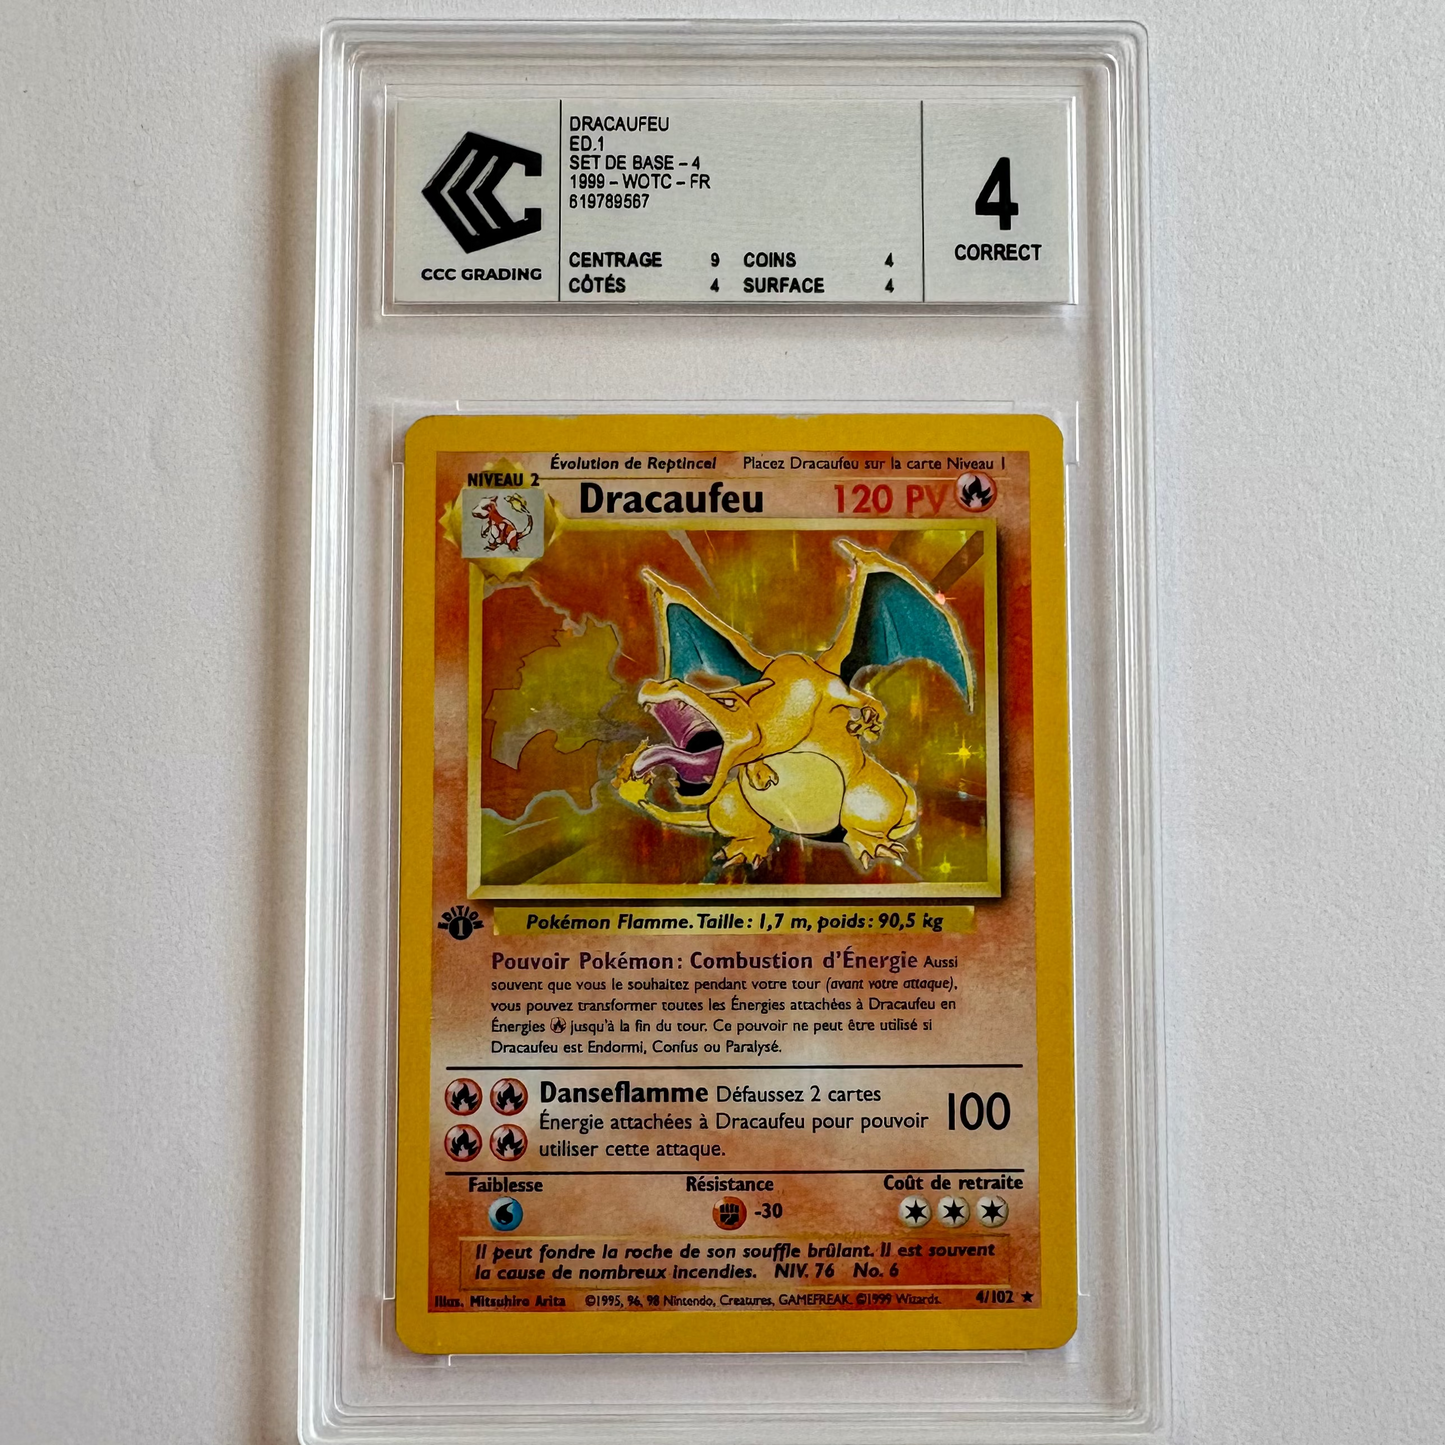 DRACAUFEU
ED.1
SET DE BASE – 4
1999 – WOTC – FR
619789567
CCC GRADING
CENTRAGE 9 COINS 4
CÔTÉS 4 SURFACE 4
4
CORRECT
Évolution de Reptincel Placez Dracaufeu sur la carte Niveau 1
NIVEAU 2
Dracaufeu 120 PV
EDITION
1
Pokémon Flamme. Taille : 1,7 m, poids : 90,5 kg
Pouvoir Pokémon : Combustion d'Énergie Aussi
souvent que vous le souhaitez pendant votre tour (avant votre attaque),
vous pouvez transformer toutes les Énergies attachées à Dracaufeu en
Énergies jusqu'à la fin du tour. Ce pouvoir ne peut être utilisé si
Dracaufeu est Endormi, Confus ou Paralysé.
Danseflamme Défaussez 2 cartes
Énergie attachées à Dracaufeu pour pouvoir 100
utiliser cette attaque.
Faiblesse Résistance Coût de retraite
-30
Il peut fondre la roche de son souffle brûlant. Il est souvent
la cause de nombreux incendies. NIV. 76 No. 6
Illus. Mitsuhiro Arita ©1995, 96, 98 Nintendo, Creatures, GAMEFREAK. ©1999 Wizards. 4/102 ★